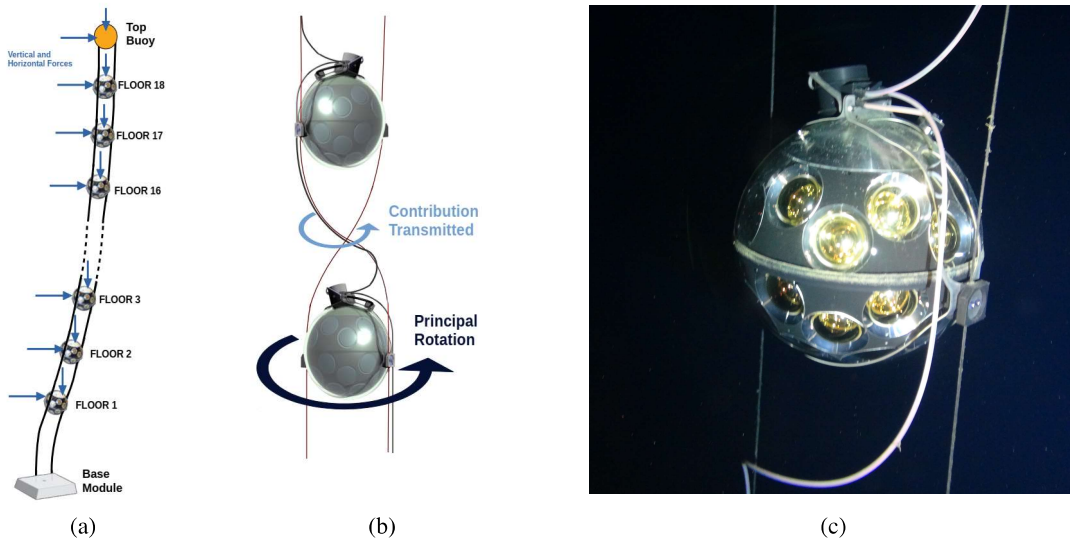 Top
Buoy
Vertical and
Horizontal Forces
FLOOR 18
FLOOR 17
FLOOR 16
FLOOR 3
FLOOR 2
FLOOR 1
Base
Module
Contribution
Transmitted
Principal
Rotation
(a)
(b)
(c)